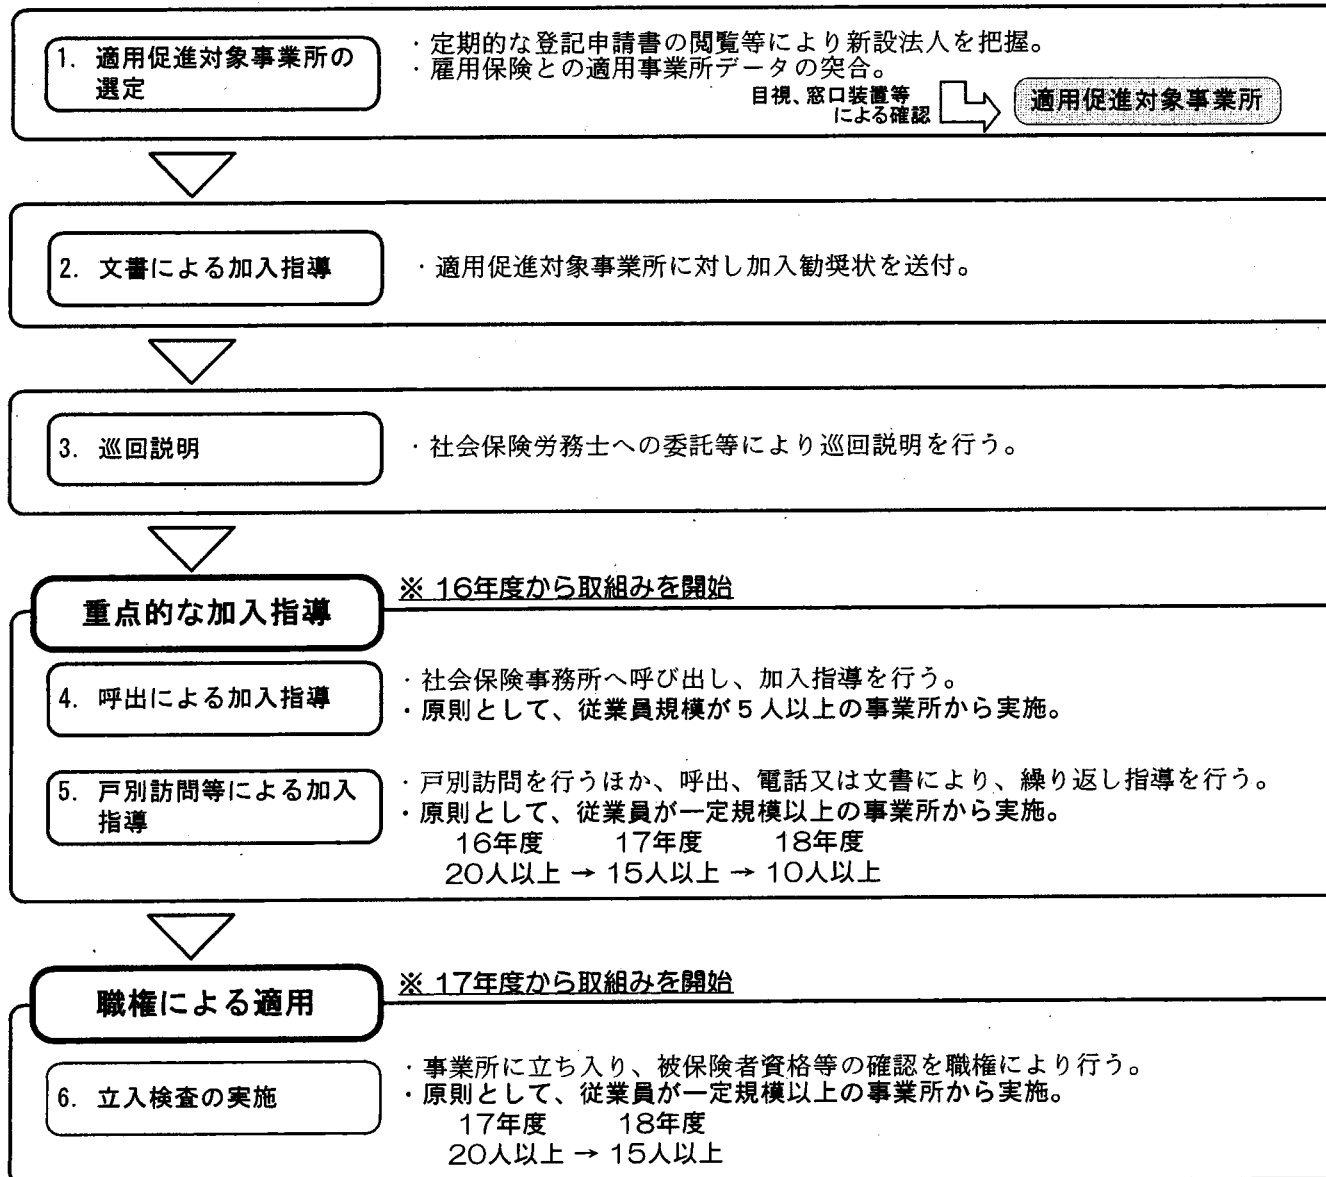 1. 適用促進対象事業所の
選定
・定期的な登記申請書の閲覧等により新設法人を把握。
・雇用保険との適用事業所データの突合。
目視、窓口装置等
による確認
適用促進対象事業所
2. 文書による加入指導
・適用促進対象事業所に対し加入勧奨状を送付。
3. 巡回説明
・社会保険労務士への委託等により巡回説明を行う。
重点的な加入指導
※ 16年度から取組みを開始
4. 呼出による加入指導
・社会保険事務所へ呼び出し、加入指導を行う。
・原則として、従業員規模が5人以上の事業所から実施。
5. 戸別訪問等による加入
指導
・戸別訪問を行うほか、呼出、電話又は文書により、繰り返し指導を行う。
・原則として、従業員が一定規模以上の事業所から実施。
16年度 17年度 18年度
20人以上 → 15人以上 → 10人以上
職権による適用
※ 17年度から取組みを開始
6. 立入検査の実施
・事業所に立ち入り、被保険者資格等の確認を職権により行う。
・原則として、従業員が一定規模以上の事業所から実施。
17年度 18年度
20人以上 → 15人以上